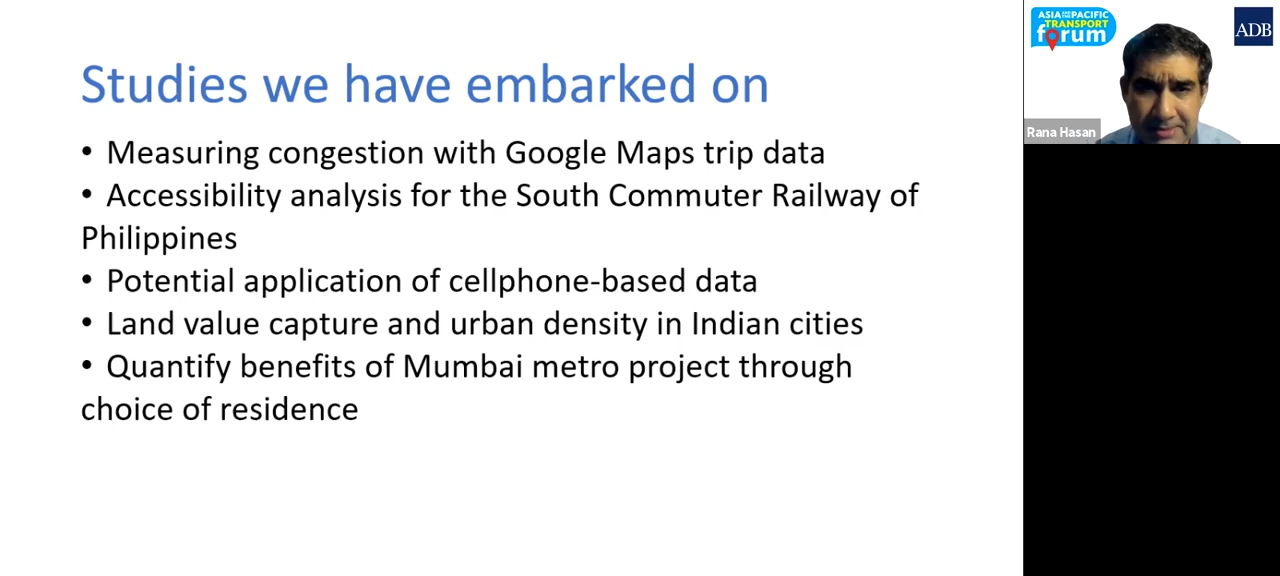 Studies we have embarked on
• Measuring congestion with Google Maps trip data
• Accessibility analysis for the South Commuter Railway of
Philippines
• Potential application of cellphone-based data
• Land value capture and urban density in Indian cities
• Quantify benefits of Mumbai metro project through
choice of residence
ASIA AND THE PACIFIC
TRANSPORT
forum
ADB
Rana Hasan